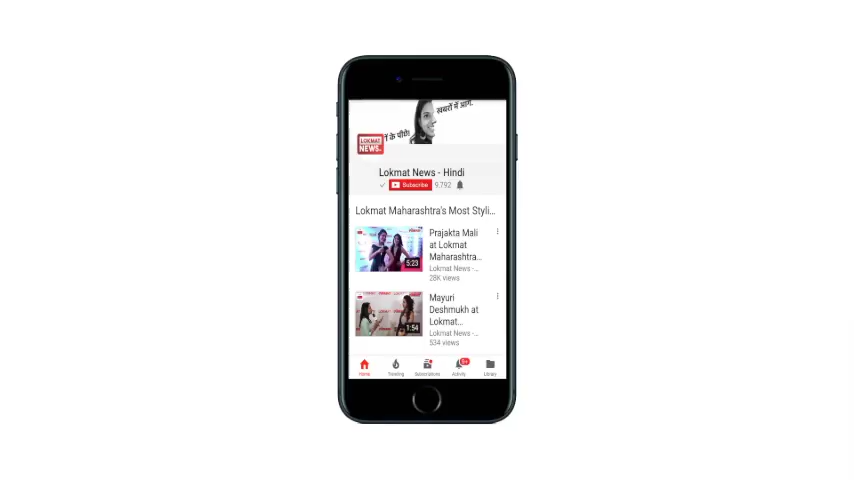 खबरों में आग,
के पीछे!
LOKMAT
NEWS
Lokmat News - Hindi
Subscribe 9,792
Lokmat Maharashtra's Most Styli...
Prajakta Mali
at Lokmat
Maharashtra...
Lokmat News -...
28K views
5:23
Mayuri
Deshmukh at
Lokmat...
Lokmat News -...
534 views
1:54
Home Trending Subscriptions Activity Library
9+